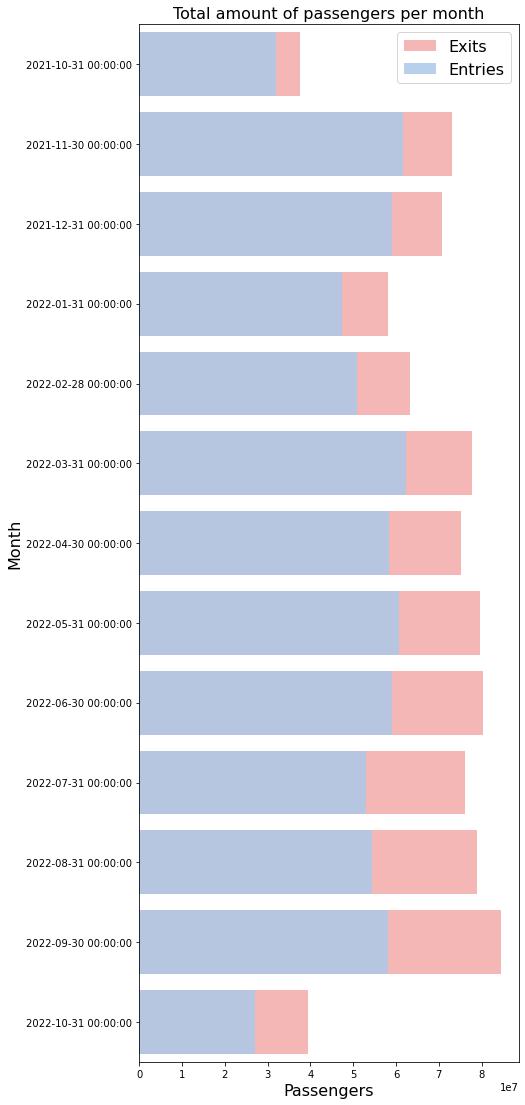 Total amount of passengers per month
Exits
Entries
2021-10-31 00:00:00
2021-11-30 00:00:00
2021-12-31 00:00:00
2022-01-31 00:00:00
2022-02-28 00:00:00
2022-03-31 00:00:00
2022-04-30 00:00:00
2022-05-31 00:00:00
2022-06-30 00:00:00
2022-07-31 00:00:00
2022-08-31 00:00:00
2022-09-30 00:00:00
2022-10-31 00:00:00
Month
0 1 2 3 4 5 6 7 8
1e7
Passengers